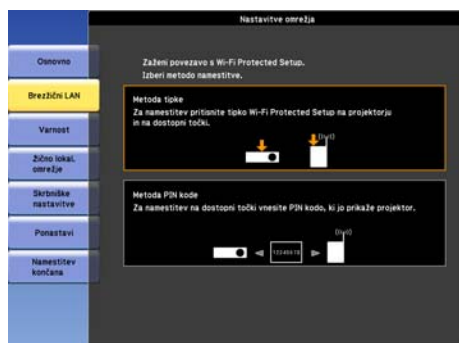 Nastavitve omrežja
Osnovno
Brezžični LAN
Varnost
Žično lokal.
omrežje
Skrbniške
nastavitve
Ponastavi
Namestitev
končana
Zaženi povezavo s Wi-Fi Protected Setup.
Izberi metodo namestitve.
Metoda tipke
Za namestitev pritisnite tipko Wi-Fi Protected Setup na projektorju
in na dostopni točki.
Metoda PIN kode
Za namestitev na dostopni točki vnesite PIN kodo, ki jo prikaže projektor.
12345678